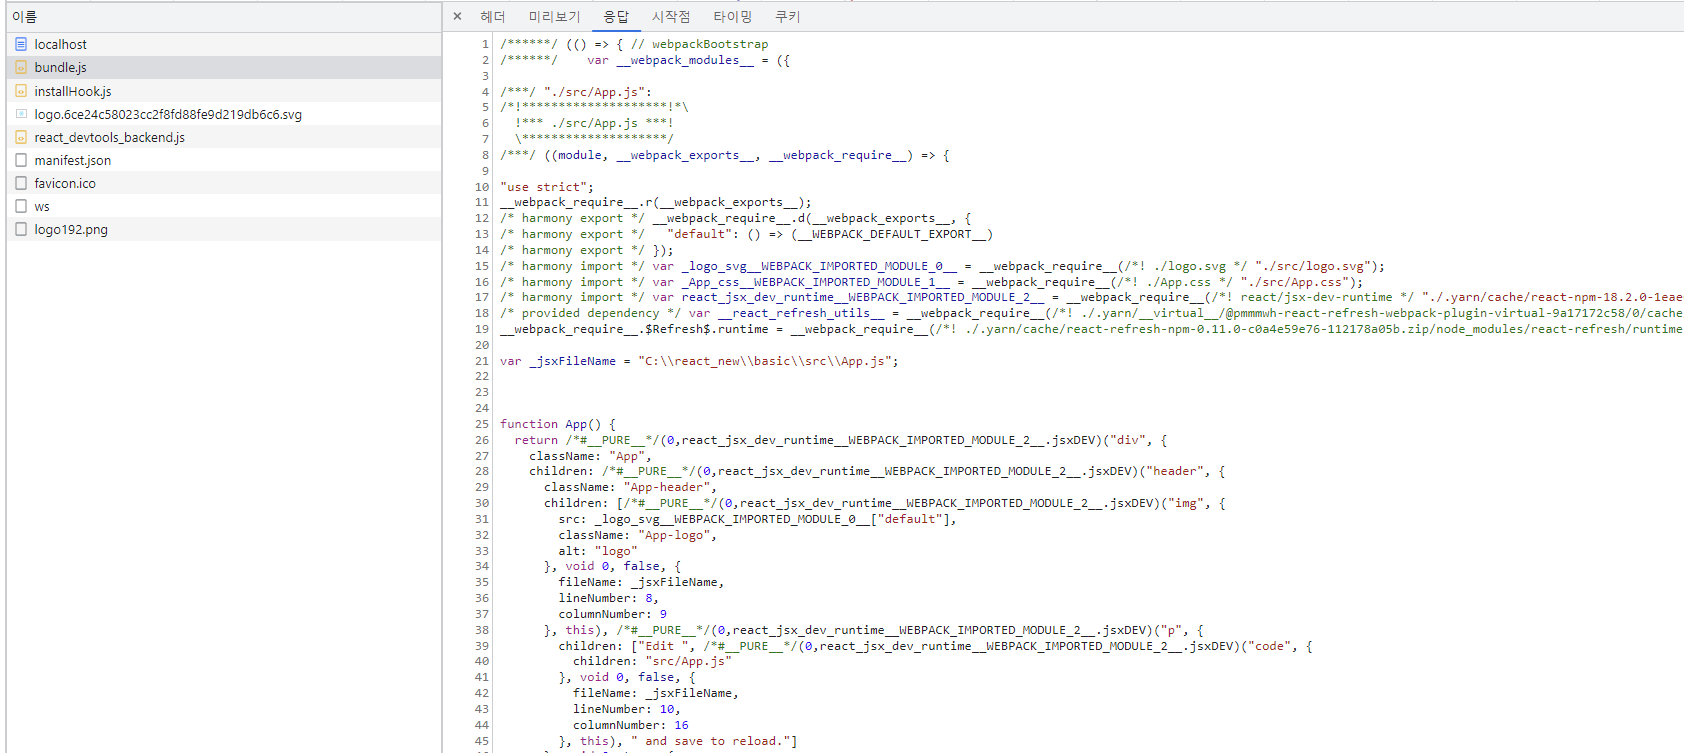 이름
localhost
bundle.js
installHook.js
logo.6ce24c58023cc2f8fd88fe9d219db6c6.svg
react_devtools_backend.js
manifest.json
favicon.ico
ws
logo192.png
× 헤더 미리보기 응답 시작점 타이밍 쿠키
1 /******/ (() => { // webpackBootstrap
2 /******/ var __webpack_modules__ = ({
3
4 /***/ "./src/App.js":
5 /*!********************!*\
6 !*** ./src/App.js ***!
7 \********************/
8 /***/ ((module, __webpack_exports__, __webpack_require__) => {
9
10 "use strict";
11 __webpack_require__.r(__webpack_exports__);
12 /* harmony export */ __webpack_require__.d(__webpack_exports__, {
13 /* harmony export */ "default": () => (__WEBPACK_DEFAULT_EXPORT__)
14 /* harmony export */ });
15 /* harmony import */ var _logo_svg__WEBPACK_IMPORTED_MODULE_0__ = __webpack_require__(/*! ./logo.svg */ "./src/logo.svg");
16 /* harmony import */ var _App_css__WEBPACK_IMPORTED_MODULE_1__ = __webpack_require__(/*! ./App.css */ "./src/App.css");
17 /* harmony import */ var react_jsx_dev_runtime__WEBPACK_IMPORTED_MODULE_2__ = __webpack_require__(/*! react/jsx-dev-runtime */ "./.yarn/cache/react-npm-18.2.0-1eae
18 /* provided dependency */ var __react_refresh_utils__ = __webpack_require__(/*! ./.yarn/__virtual__/@pmmmwh-react-refresh-webpack-plugin-virtual-9a17172c58/0/cache
19 __webpack_require__.$Refresh$.runtime = __webpack_require__(/*! ./.yarn/cache/react-refresh-npm-0.11.0-c0a4e59e76-112178a05b.zip/node_modules/react-refresh/runtime
20
21 var _jsxFileName = "C:\\react_new\\basic\\src\\App.js";
22
23
24
25 function App() {
26 return /*#__PURE__*/(0,react_jsx_dev_runtime__WEBPACK_IMPORTED_MODULE_2__.jsxDEV)("div", {
27 className: "App",
28 children: /*#__PURE__*/(0,react_jsx_dev_runtime__WEBPACK_IMPORTED_MODULE_2__.jsxDEV)("header", {
29 className: "App-header",
30 children: [/*#__PURE__*/(0,react_jsx_dev_runtime__WEBPACK_IMPORTED_MODULE_2__.jsxDEV)("img", {
31 src: _logo_svg__WEBPACK_IMPORTED_MODULE_0__["default"],
32 className: "App-logo",
33 alt: "logo"
34 }, void 0, false, {
35 fileName: _jsxFileName,
36 lineNumber: 8,
37 columnNumber: 9
38 }, this), /*#__PURE__*/(0,react_jsx_dev_runtime__WEBPACK_IMPORTED_MODULE_2__.jsxDEV)("p", {
39 children: ["Edit ", /*#__PURE__*/(0,react_jsx_dev_runtime__WEBPACK_IMPORTED_MODULE_2__.jsxDEV)("code", {
40 children: "src/App.js"
41 }, void 0, false, {
42 fileName: _jsxFileName,
43 lineNumber: 10,
44 columnNumber: 16
45 }, this), " and save to reload."]